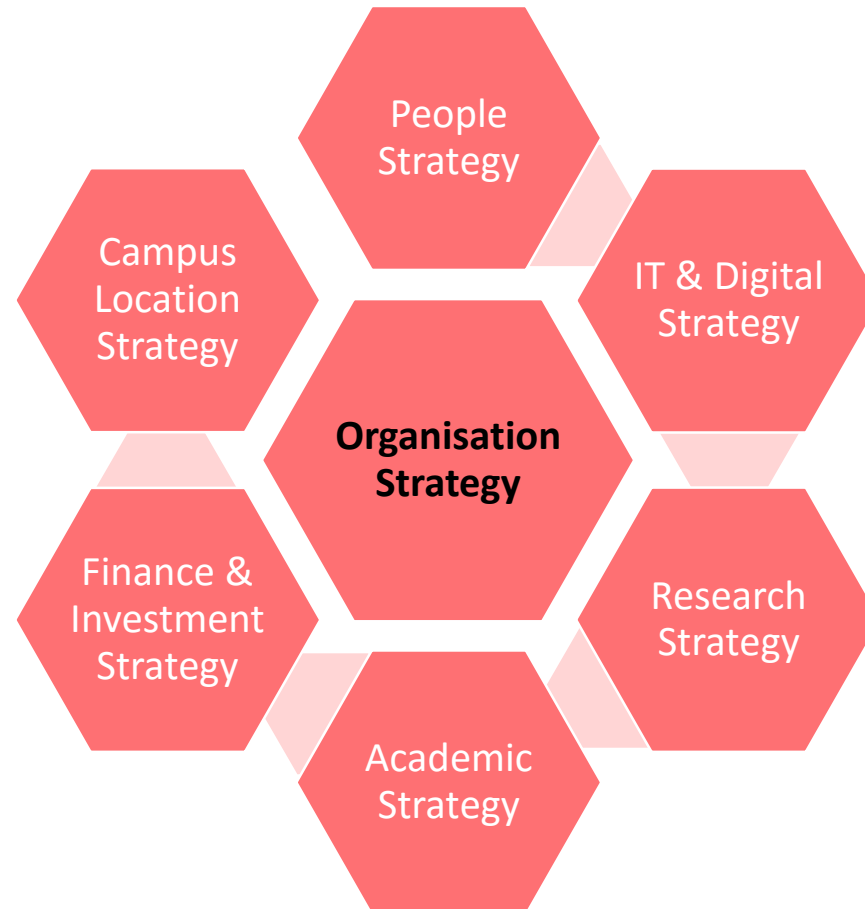 People
Strategy
IT & Digital
Strategy
Research
Strategy
Academic
Strategy
Finance &
Investment
Strategy
Campus
Location
Strategy
Organisation
Strategy